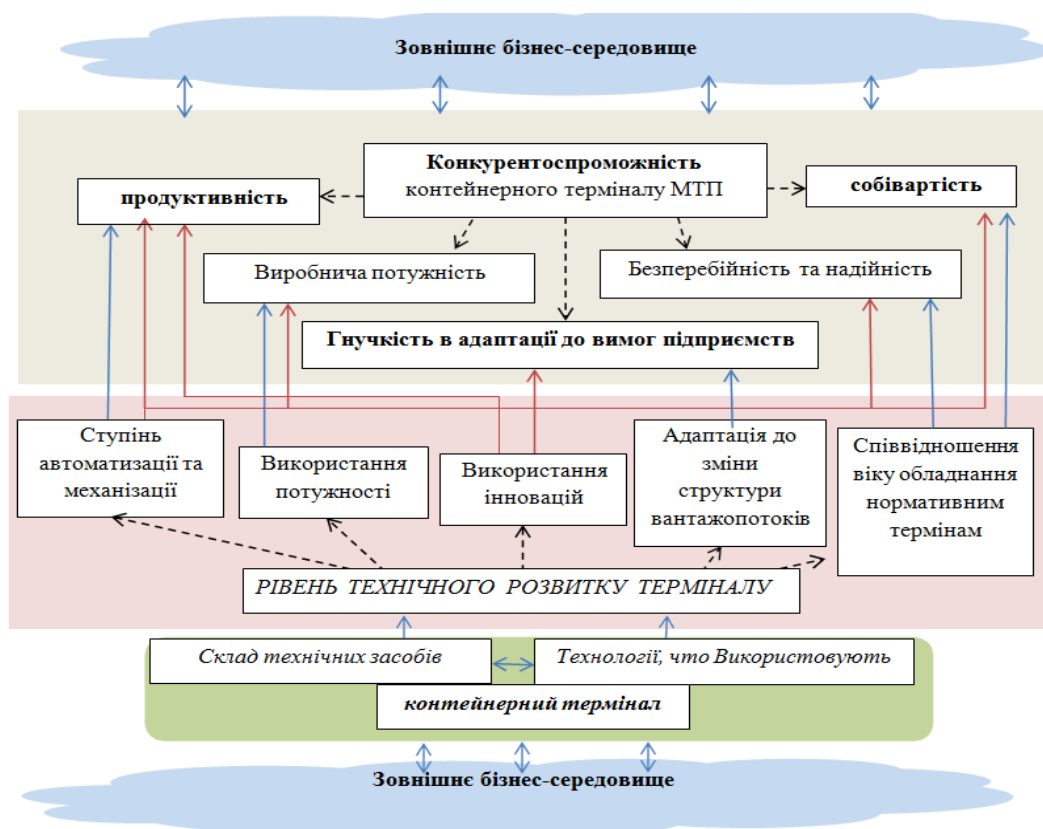 Зовнішнє бізнес-середовище
Конкурентоспроможність
контейнерного терміналу МТП
продуктивність
собівартість
Виробнича потужність
Безперебійність та надійність
Гнучкість в адаптації до вимог підприємств
Ступінь
автоматизації та
механізації
Використання
потужності
Використання
інновацій
Адаптація до
зміни
структури
вантажопотоків
Співвідношення
віку обладнання
нормативним
термінам
РІВЕНЬ ТЕХНІЧНОГО РОЗВИТКУ ТЕРМІНАЛУ
Склад технічних засобів
Технології, что Використовують
контейнерний термінал
Зовнішнє бізнес-середовище